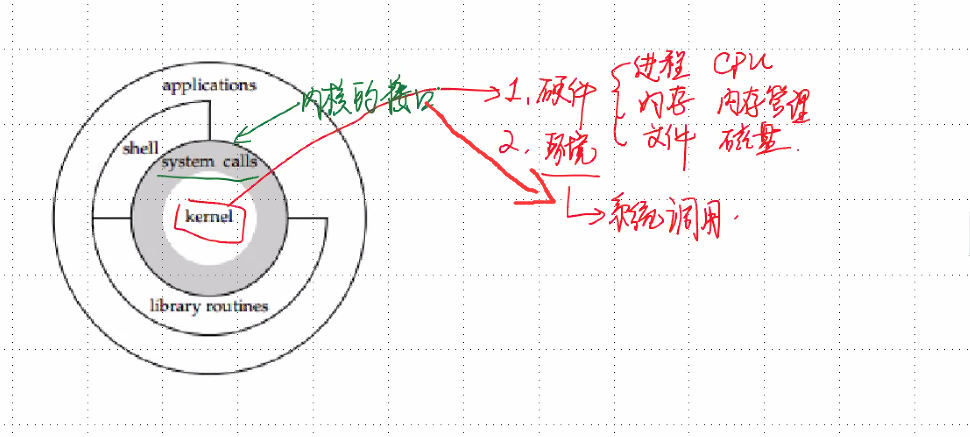 applications
shell
system calls
kernel
library routines
内核的接口
1、硬件
进程 CPU
内存 内存管理
文件 磁盘.
2、环境
系统调用.